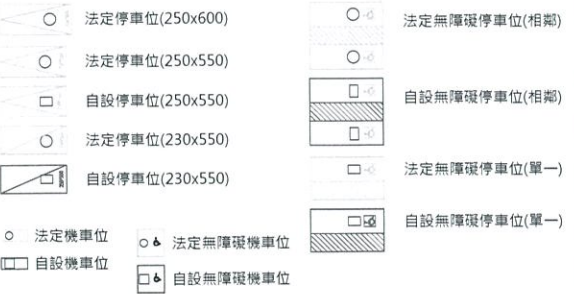 法定停車位(250x600)
法定停車位(250x550)
自設停車位(250x550)
法定停車位(230x550)
自設停車位(230x550)
法定機車位
自設機車位
法定無障礙機車位
自設無障礙機車位
法定無障礙停車位(相鄰)
自設無障礙停車位(相鄰)
法定無障礙停車位(單一)
自設無障礙停車位(單一)